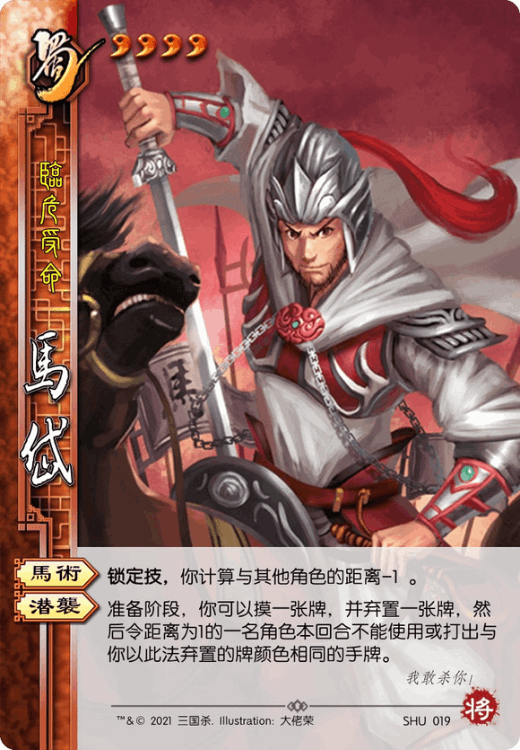 蜀
臨危受命
馬岱
馬術
锁定技，你计算与其他角色的距离-1 。
潜襲
准备阶段，你可以摸一张牌，并弃置一张牌，然
后令距离为1的一名角色本回合不能使用或打出与
你以此法弃置的牌颜色相同的手牌。
我敢杀你！
™&© 2021 三国杀. Illustration: 大佬荣
SHU 019
将
馬